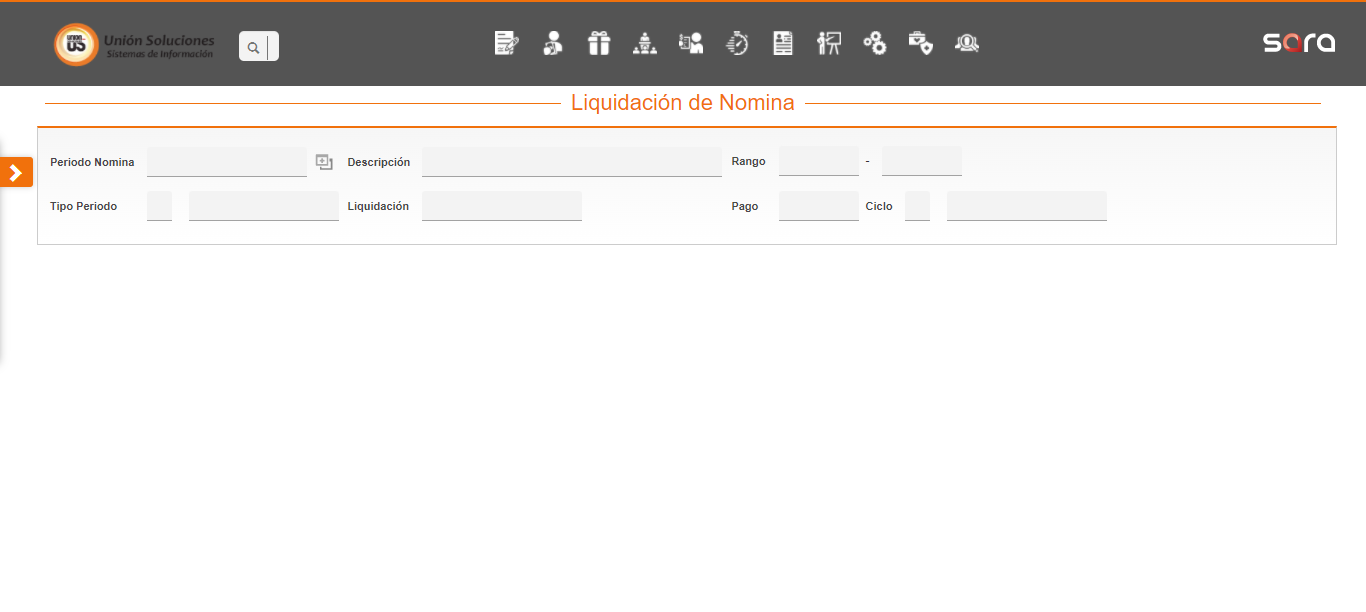 UNION
US
Unión Soluciones
Sistemas de Información
sara
Liquidación de Nomina
Periodo Nomina
Descripción
Rango
-
Tipo Periodo
Liquidación
Pago
Ciclo